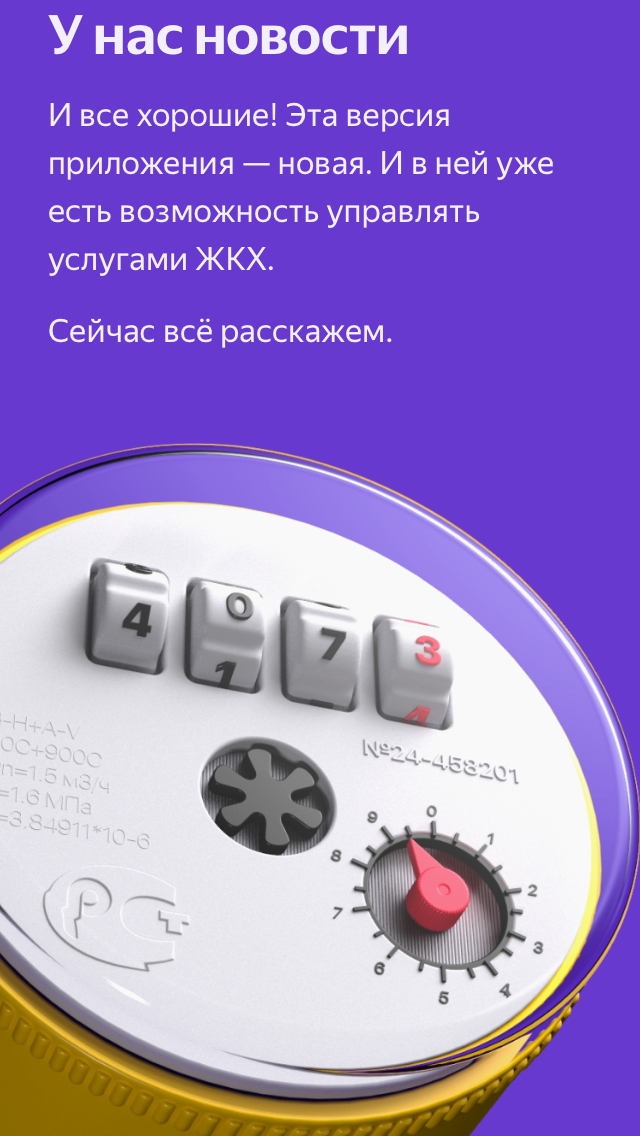 У нас новости
И все хорошие! Эта версия
приложения — новая. И в ней уже
есть возможность управлять
услугами ЖКХ.
Сейчас всё расскажем.
4 0 7 3
1 4
-H+A-V
0C+900C
n=1.5 м3/ч
=1.6 МПа
=3.84911*10-6
№24-458201
РСТ
0
1
2
3
4
5
6
7
8
9